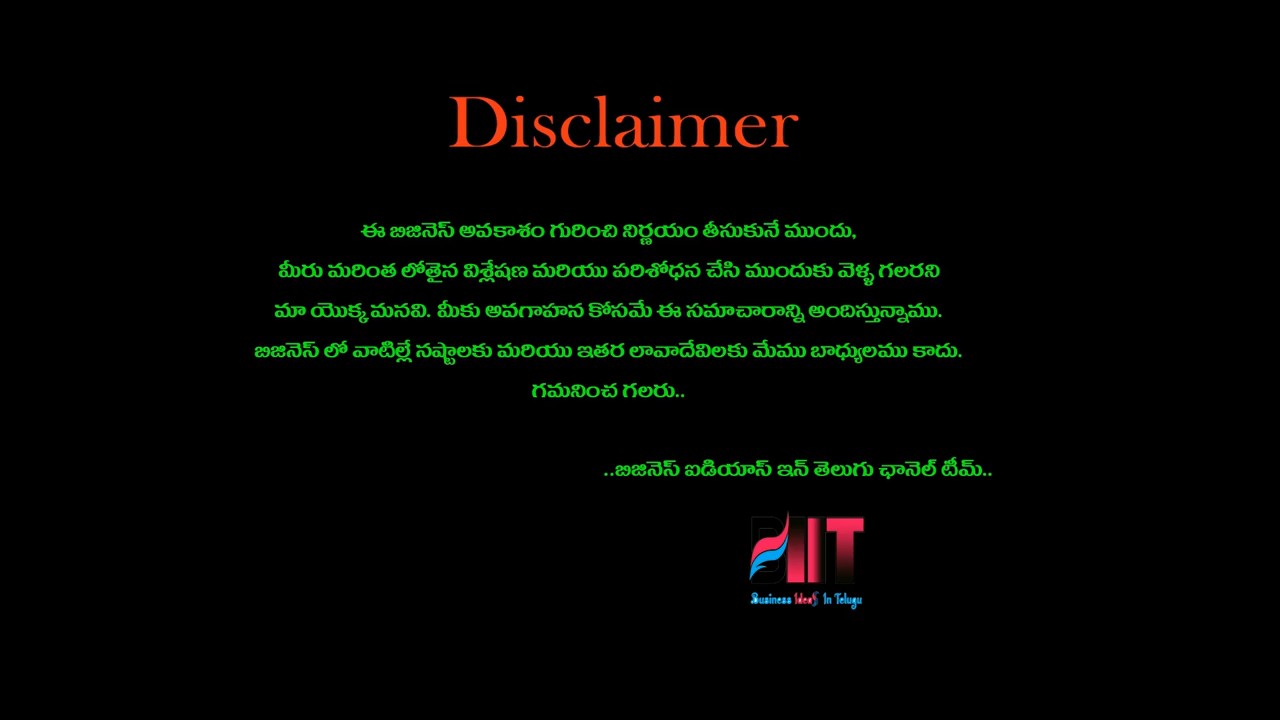 Disclaimer
ఈ బిజినెస్ అవకాశం గురించి నిర్ణయం తీసుకునే ముందు,
మీరు మరింత లోతైన విశ్లేషణ మరియు పరిశోధన చేసి ముందుకు వెళ్ళ గలరని
మా యొక్క మనవి. మీకు అవగాహన కోసమే ఈ సమాచారాన్ని అందిస్తున్నాము.
బిజినెస్ లో వాటిల్లే నష్టాలకు మరియు ఇతర లావాదేవిలకు మేము బాధ్యులము కాదు.
గమనించ గలరు..
..బిజినెస్ ఐడియాస్ ఇన్ తెలుగు ఛానెల్ టీమ్..
BIIT
Business IdeaS In Telugu